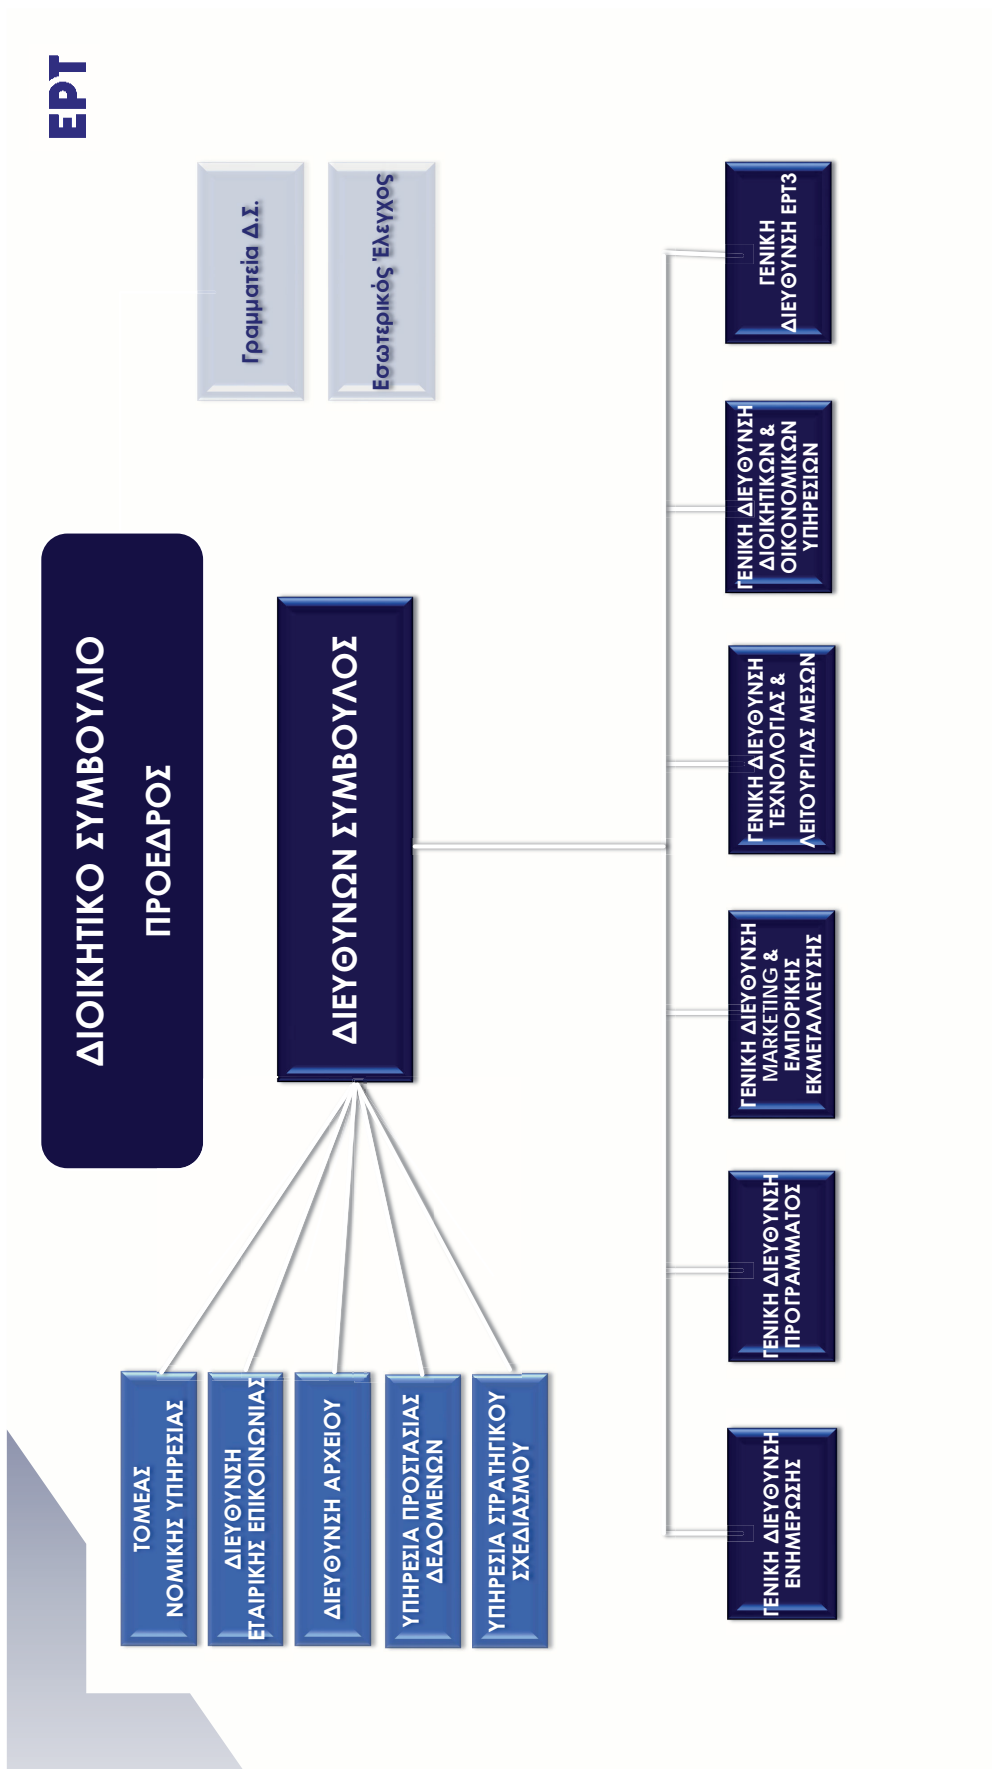 ΕΡΤ
ΔΙΟΙΚΗΤΙΚΟ ΣΥΜΒΟΥΛΙΟ
ΠΡΟΕΔΡΟΣ
Γραμματεία Δ.Σ.
Εσωτερικός Έλεγχος
ΔΙΕΥΘΥΝΩΝ ΣΥΜΒΟΥΛΟΣ
ΤΟΜΕΑΣ
ΝΟΜΙΚΗΣ ΥΠΗΡΕΣΙΑΣ
ΔΙΕΥΘΥΝΣΗ
ΕΤΑΙΡΙΚΗΣ ΕΠΙΚΟΙΝΩΝΙΑΣ
ΔΙΕΥΘΥΝΣΗ ΑΡΧΕΙΟΥ
ΥΠΗΡΕΣΙΑ ΠΡΟΣΤΑΣΙΑΣ
ΔΕΔΟΜΕΝΩΝ
ΥΠΗΡΕΣΙΑ ΣΤΡΑΤΗΓΙΚΟΥ
ΣΧΕΔΙΑΣΜΟΥ
ΓΕΝΙΚΗ ΔΙΕΥΘΥΝΣΗ
ΕΝΗΜΕΡΩΣΗΣ
ΓΕΝΙΚΗ ΔΙΕΥΘΥΝΣΗ
ΠΡΟΓΡΑΜΜΑΤΟΣ
ΓΕΝΙΚΗ ΔΙΕΥΘΥΝΣΗ
MARKETING &
ΕΜΠΟΡΙΚΗΣ
ΕΚΜΕΤΑΛΛΕΥΣΗΣ
ΓΕΝΙΚΗ ΔΙΕΥΘΥΝΣΗ
ΤΕΧΝΟΛΟΓΙΑΣ &
ΛΕΙΤΟΥΡΓΙΑΣ ΜΕΣΩΝ
ΓΕΝΙΚΗ ΔΙΕΥΘΥΝΣΗ
ΔΙΟΙΚΗΤΙΚΩΝ &
ΟΙΚΟΝΟΜΙΚΩΝ
ΥΠΗΡΕΣΙΩΝ
ΓΕΝΙΚΗ
ΔΙΕΥΘΥΝΣΗ ΕΡΤ3